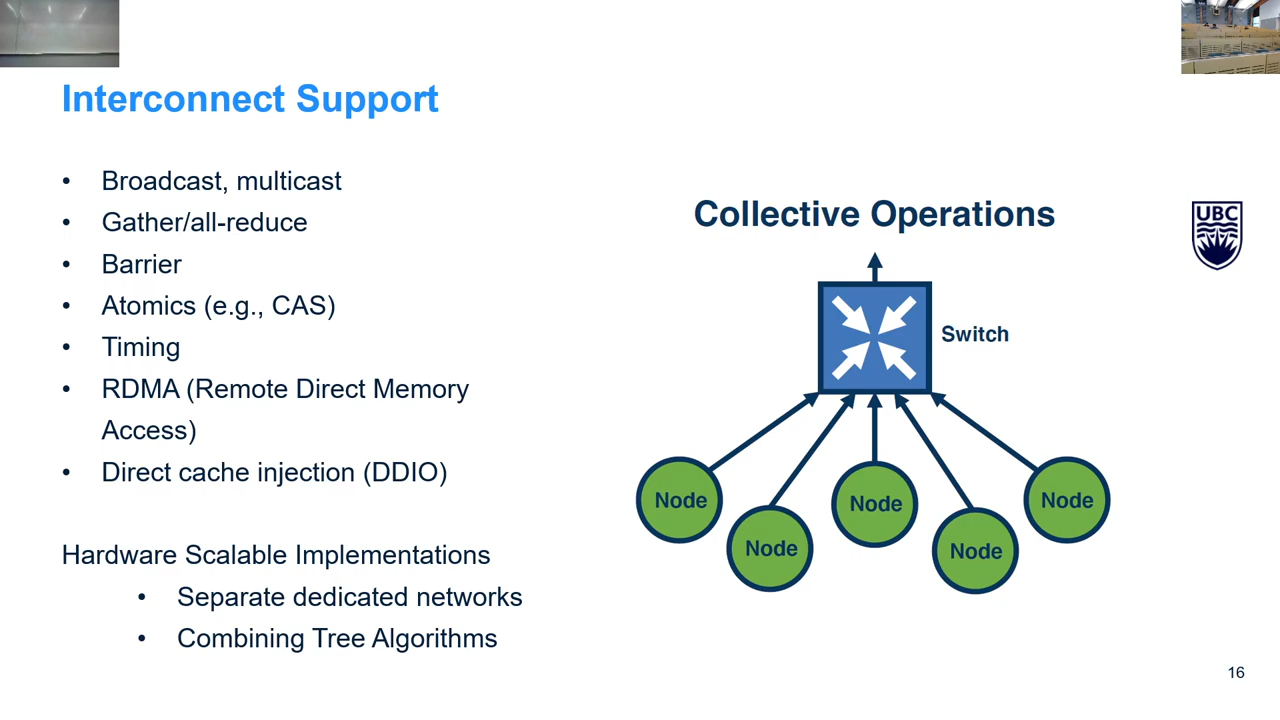 Interconnect Support
• Broadcast, multicast
• Gather/all-reduce
• Barrier
• Atomics (e.g., CAS)
• Timing
• RDMA (Remote Direct Memory
Access)
• Direct cache injection (DDIO)
Hardware Scalable Implementations
• Separate dedicated networks
• Combining Tree Algorithms
Collective Operations
Switch
Node
Node
Node
Node
Node
UBC
16